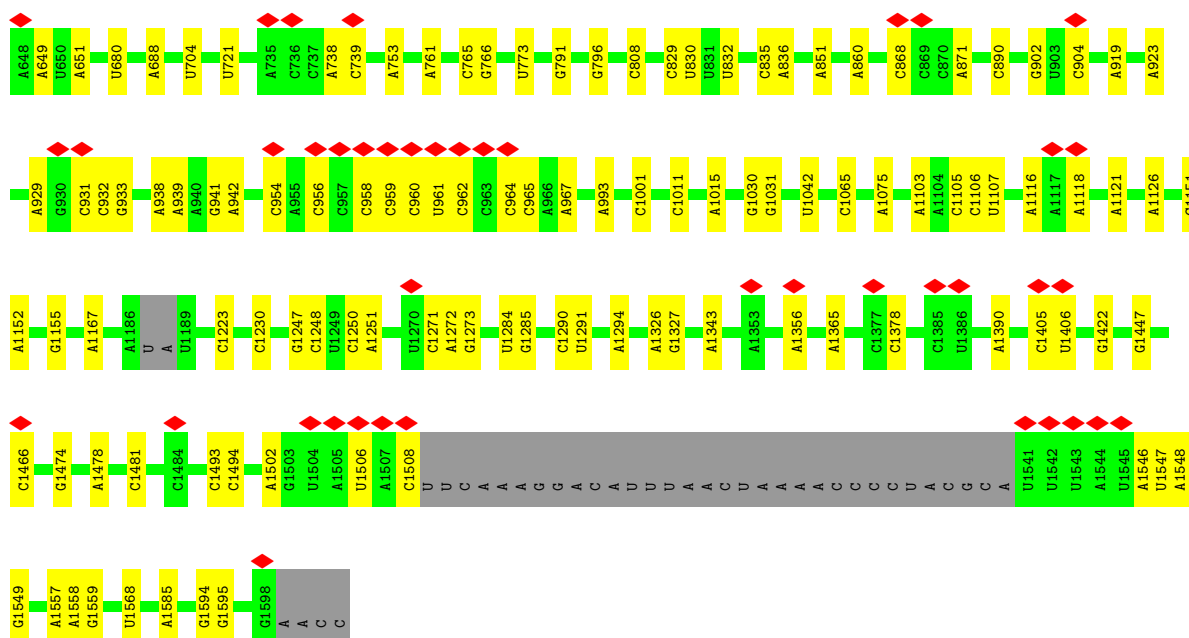 A648 A649 U650 A651 U680 A688 U704 U721 A735 C736 C737 A738 C739 A753 A761 C765 G766 U773 G791 G796 C808 C829 U830 U831 U832 C835 A836 A851 A860 C868 C869 C870 A871 C890 G902 U903 C904 A919 A923
A929 G930 C931 C932 G933 A938 A939 A940 G941 A942 C954 A955 C956 C957 C958 C959 C960 U961 C962 C963 C964 C965 A966 A967 A993 C1001 C1011 A1015 G1030 G1031 U1042 C1065 A1075 A1103 A1104 C1105 C1106 U1107 A1116 A1117 A1118 A1121 A1126
A1152 G1155 A1167 A1186 U A U1189 C1223 C1230 G1247 C1248 U1249 C1250 A1251 U1270 C1271 A1272 G1273 U1284 G1285 C1290 U1291 A1294 A1326 G1327 A1343 A1353 A1356 A1365 C1377 C1378 C1385 U1386 A1390 C1405 U1406 G1422 G1447
C1466 G1474 A1478 C1481 C1484 C1493 C1494 A1502 G1503 U1504 A1505 U1506 A1507 C1508 U U C A A A G G A C A U U U A A C U A A A A C C C C U A C G C A U1541 U1542 U1543 A1544 U1545 A1546 U1547 A1548
G1549 A1557 A1558 G1559 U1568 A1585 G1594 G1595 G1598 A A C C